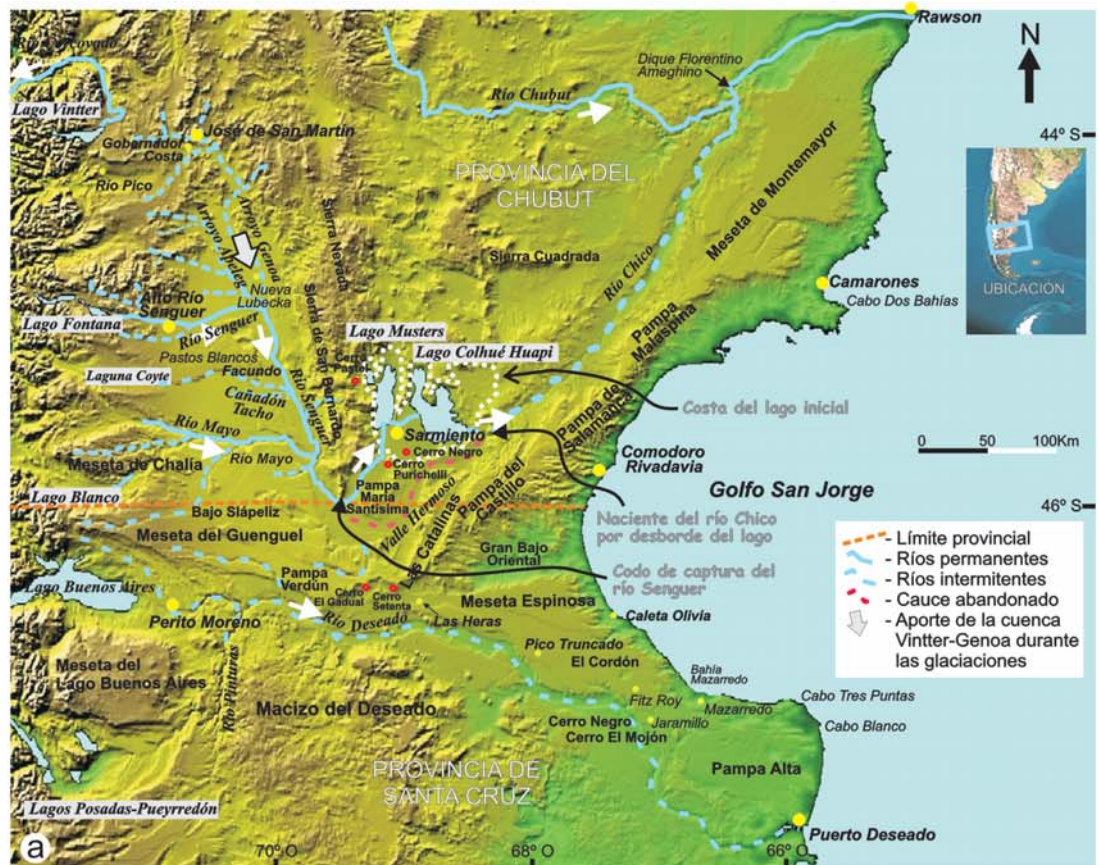 Rawson
Río Corcovado
Dique Florentino
Ameghino
N
Río Chubut
Lago Vintter
José de San Martín
44º S
Gobernador
Costa
PROVINCIA DEL
CHUBUT
Río Pico
Meseta de Montemayor
Sierra Nevada
Arroyo Apeleg
Arroyo Genoa
Río Chico
Sierra Cuadrada
Nueva
Lubecka
Camarones
Cabo Dos Bahías
UBICACIÓN
Alto Río
Senguer
Lago Fontana
Río Senguer
Sierra de San Bernardo
Lago Musters
Pampa
Malaspina
Lago Colhué Huapi
Pastos Blancos
Facundo
Cerro
Pastel
Laguna Coyte
Río Senguer
Costa del lago inicial
Cañadón
Tacho
Pampa de
Salamanca
Sarmiento
Río Mayo
Cerro Negro
0 50 100Km
Meseta de Chalía
Río Mayo
Cerro
Purichelli
Comodoro
Rivadavia
Pampa
María
Santísima
Valle Hermoso
Pampa del
Castillo
Golfo San Jorge
Lago Blanco
46º S
Bajo Slápeliz
Naciente del río Chico
por desborde del lago
Meseta del Guenguel
Las Catalinas
Gran Bajo
Oriental
- Límite provincial
- Ríos permanentes
- Ríos intermitentes
- Cauce abandonado
- Aporte de la cuenca
Vintter-Genoa durante
las glaciaciones
Lago Buenos Aires
Pampa
Verdún
Codo de captura del
río Senguer
Cerro
El Gadual
Cerro
Setenta
Meseta Espinosa
Perito Moreno
Río Deseado
Las Heras
Caleta Olivia
Pico Truncado
El Cordón
Meseta del
Lago Buenos Aires
Río Pinturas
Bahía
Mazarredo
Macizo del Deseado
Fitz Roy
Mazarredo
Cabo Tres Puntas
Cerro Negro
Jaramillo
Cabo Blanco
Cerro El Mojón
PROVINCIA DE
SANTA CRUZ
Pampa Alta
Lagos Posadas-Pueyrredón
Puerto Deseado
a
70º O
68º O
66º O